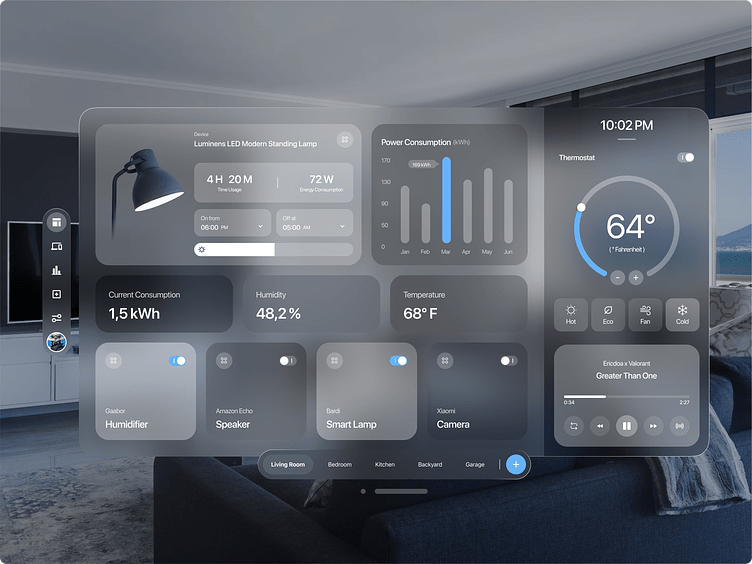 Device
Luminens LED Modern Standing Lamp
4 H 20 M
Time Usage
72 W
Energy Consumption
On from
06:00 PM
Off at
05:00 AM
Power Consumption (kWh)
170
130
90
50
0
169 kWh
Jan
Feb
Mar
Apr
May
Jun
10:02 PM
Thermostat
64°
(°Fahrenheit)
-
+
Hot
Eco
Fan
Cold
Current Consumption
1,5 kWh
Humidity
48,2 %
Temperature
68° F
Gaabor
Humidifier
Amazon Echo
Speaker
Bardi
Smart Lamp
Xiaomi
Camera
Ericdoa x Valorant
Greater Than One
0:34
2:27
Living Room
Bedroom
Kitchen
Backyard
Garage
+